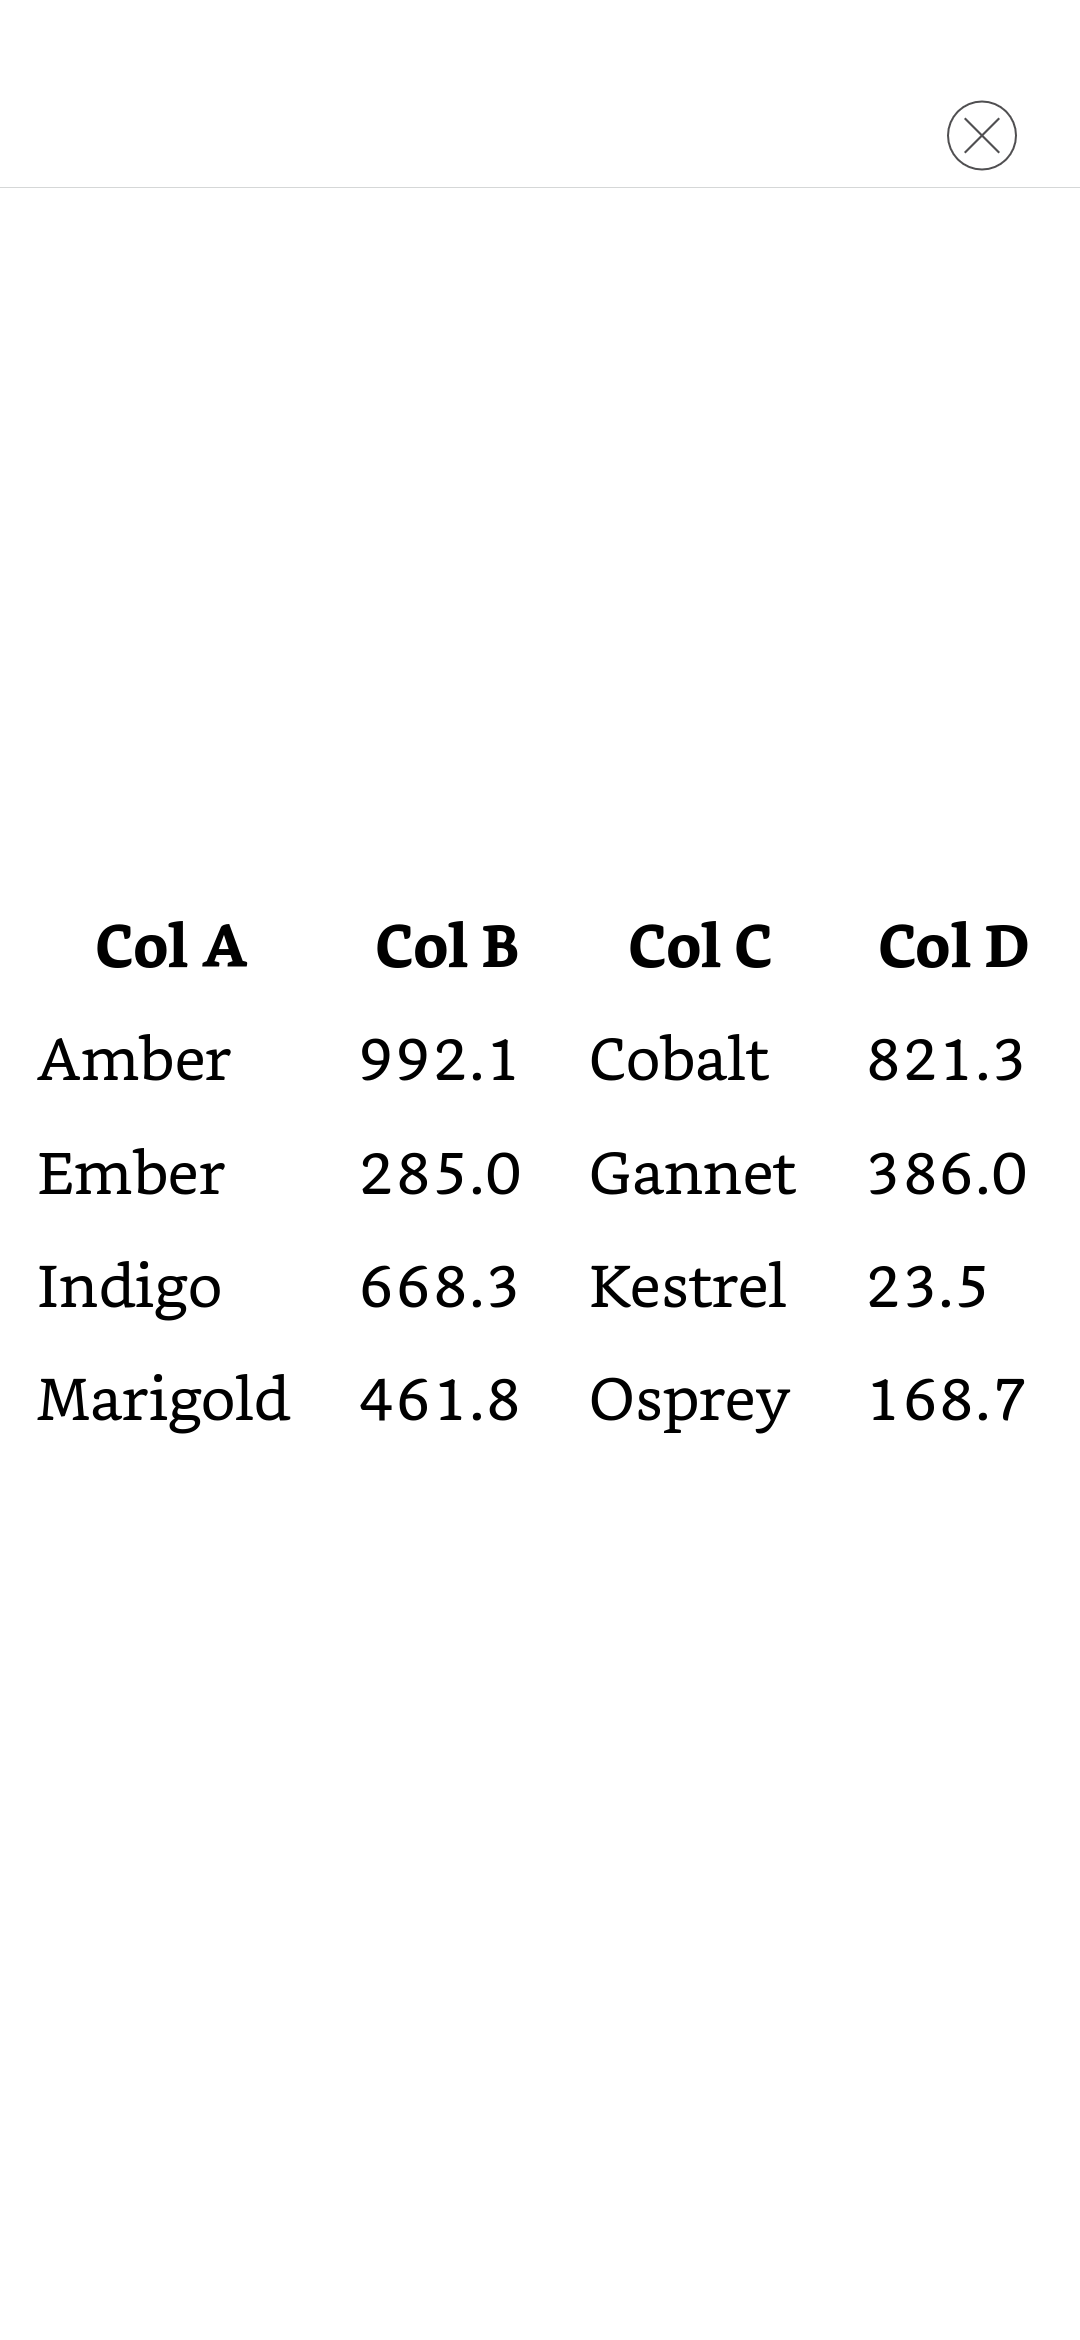 Col A Col B Col C Col D
Amber 992.1 Cobalt 821.3
Ember 285.0 Gannet 386.0
Indigo 668.3 Kestrel 23.5
Marigold 461.8 Osprey 168.7